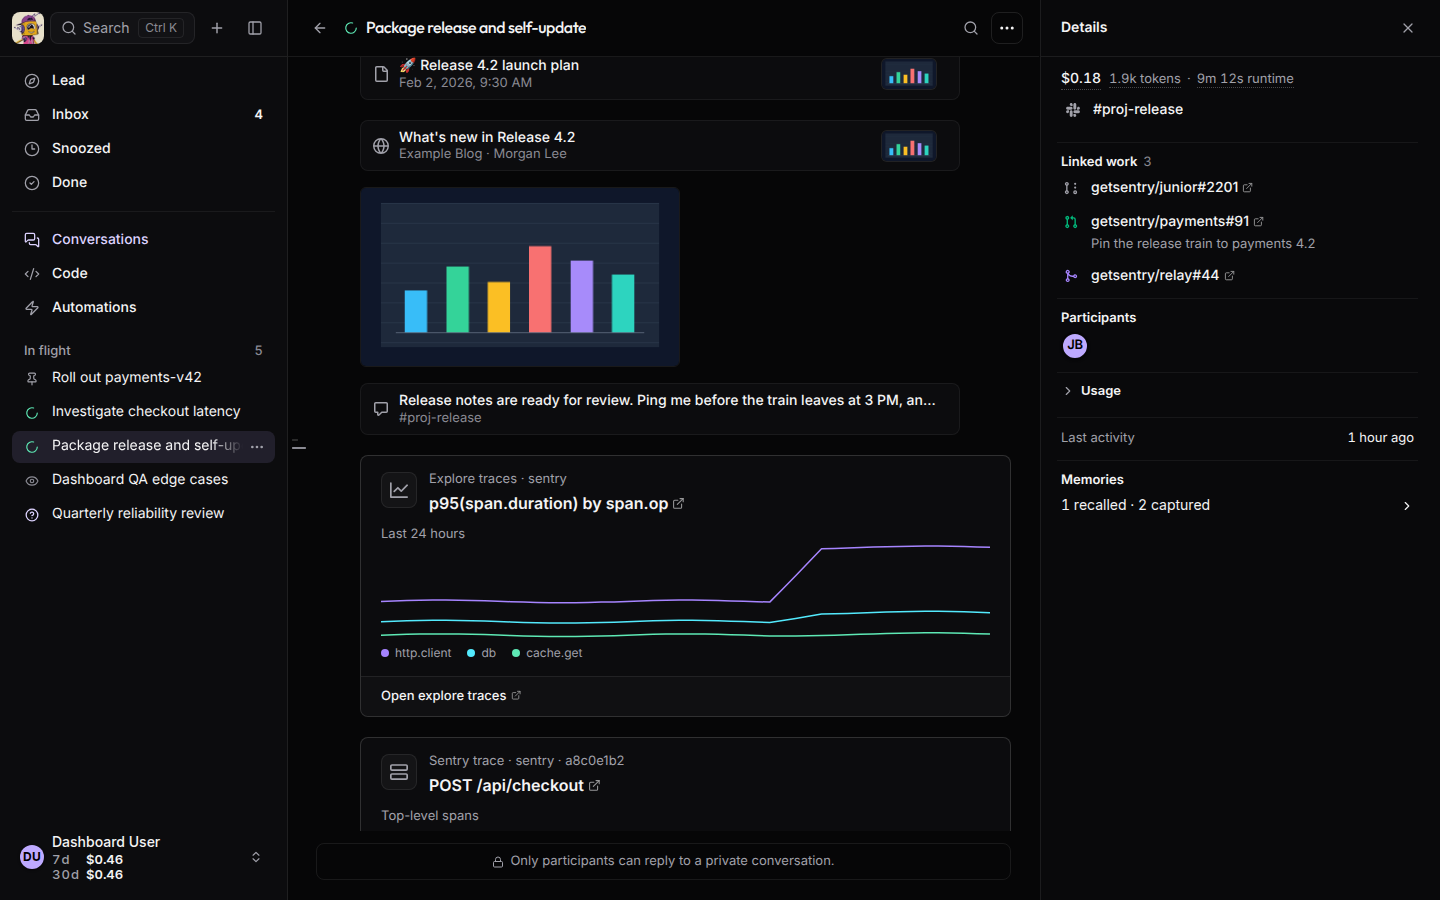 Search Ctrl K
Lead
Inbox 4
Snoozed
Done
Conversations
Code
Automations
In flight 5
Roll out payments-v42
Investigate checkout latency
Package release and self-up
Dashboard QA edge cases
Quarterly reliability review
DU Dashboard User
7d $0.46
30d $0.46
Package release and self-update
🚀 Release 4.2 launch plan
Feb 2, 2026, 9:30 AM
What's new in Release 4.2
Example Blog · Morgan Lee
Release notes are ready for review. Ping me before the train leaves at 3 PM, an...
#proj-release
Explore traces · sentry
p95(span.duration) by span.op
Last 24 hours
http.client db cache.get
Open explore traces
Sentry trace · sentry · a8c0e1b2
POST /api/checkout
Top-level spans
Only participants can reply to a private conversation.
Details
$0.18 1.9k tokens · 9m 12s runtime
#proj-release
Linked work 3
getsentry/junior#2201
getsentry/payments#91
Pin the release train to payments 4.2
getsentry/relay#44
Participants
JB
Usage
Last activity 1 hour ago
Memories
1 recalled · 2 captured